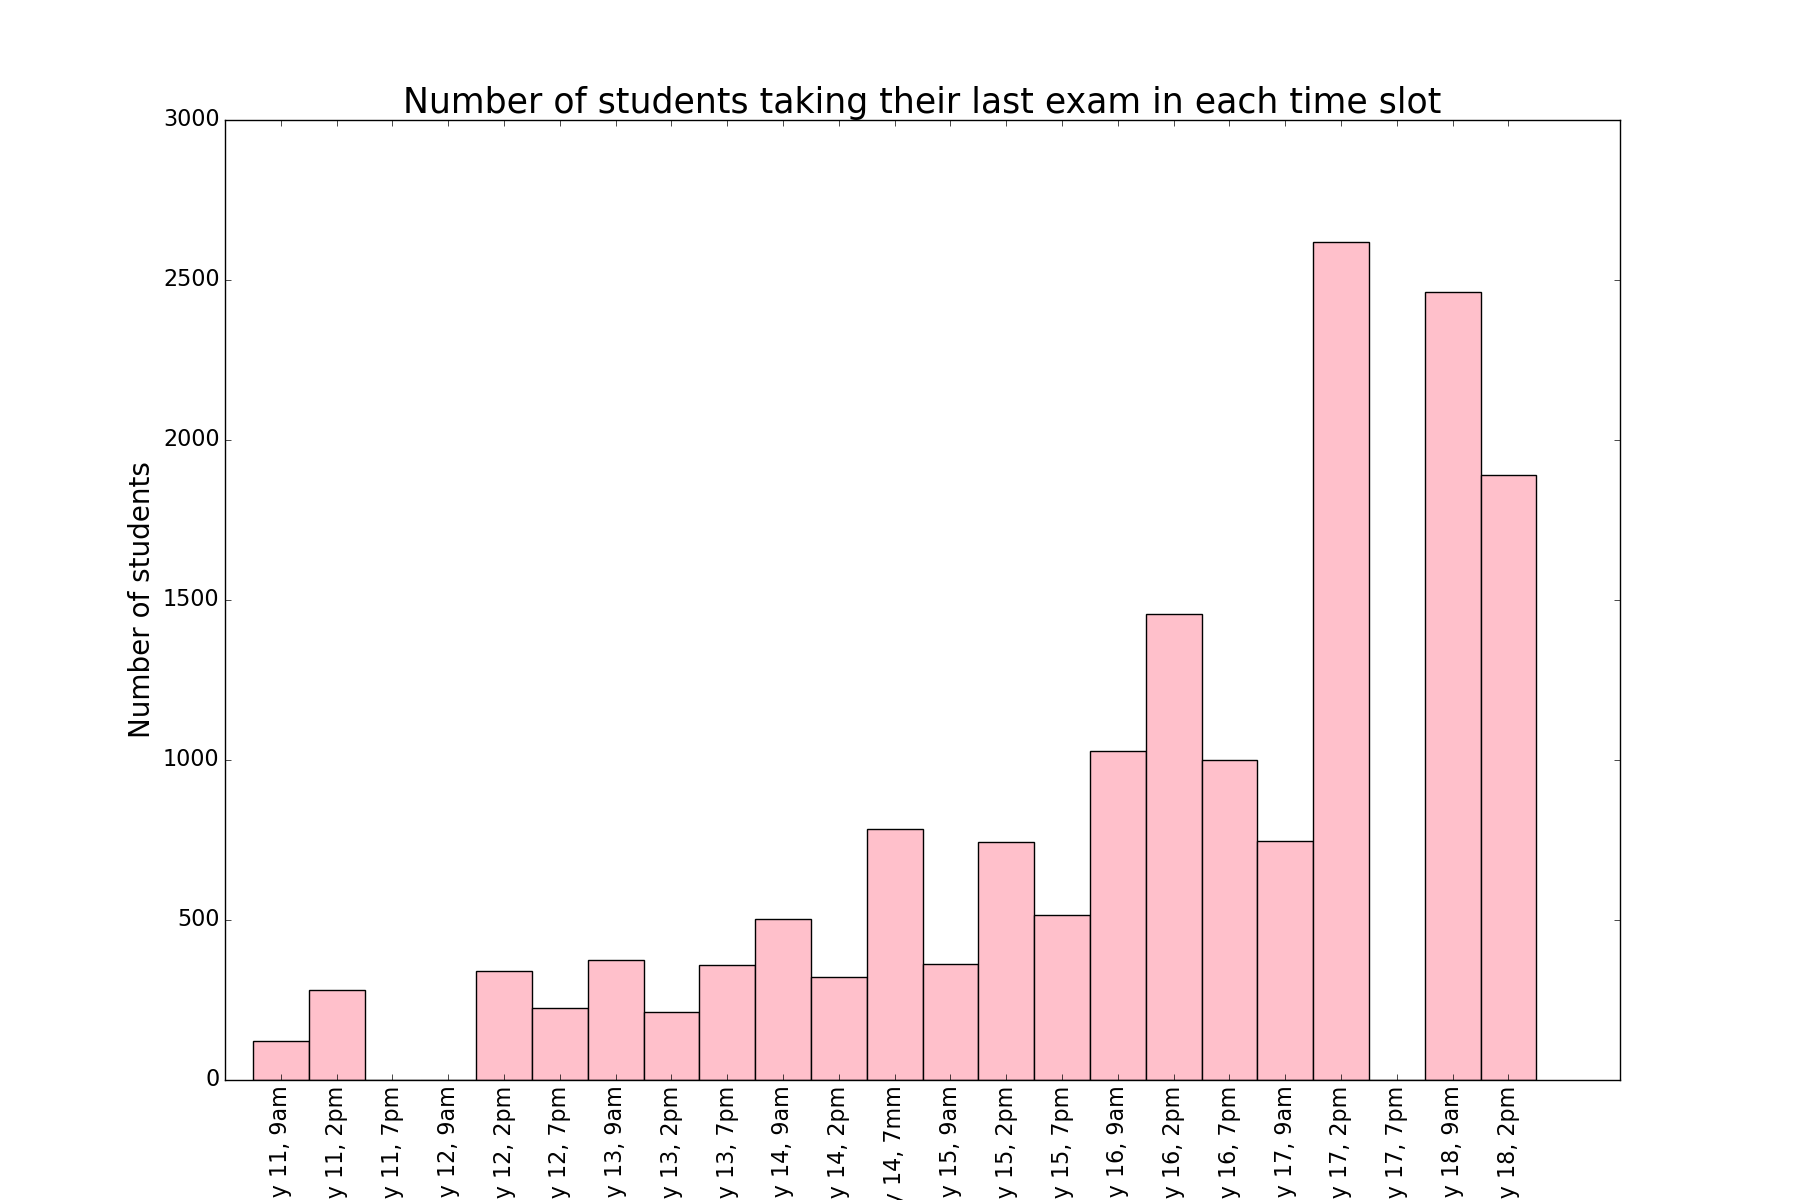 Number of students taking their last exam in each time slot
Number of students
3000
2500
2000
1500
1000
500
0
y 11, 9am
y 11, 2pm
y 11, 7pm
y 12, 9am
y 12, 2pm
y 12, 7pm
y 13, 9am
y 13, 2pm
y 13, 7pm
y 14, 9am
y 14, 2pm
y 14, 7mm
y 15, 9am
y 15, 2pm
y 15, 7pm
y 16, 9am
y 16, 2pm
y 16, 7pm
y 17, 9am
y 17, 2pm
y 17, 7pm
y 18, 9am
y 18, 2pm